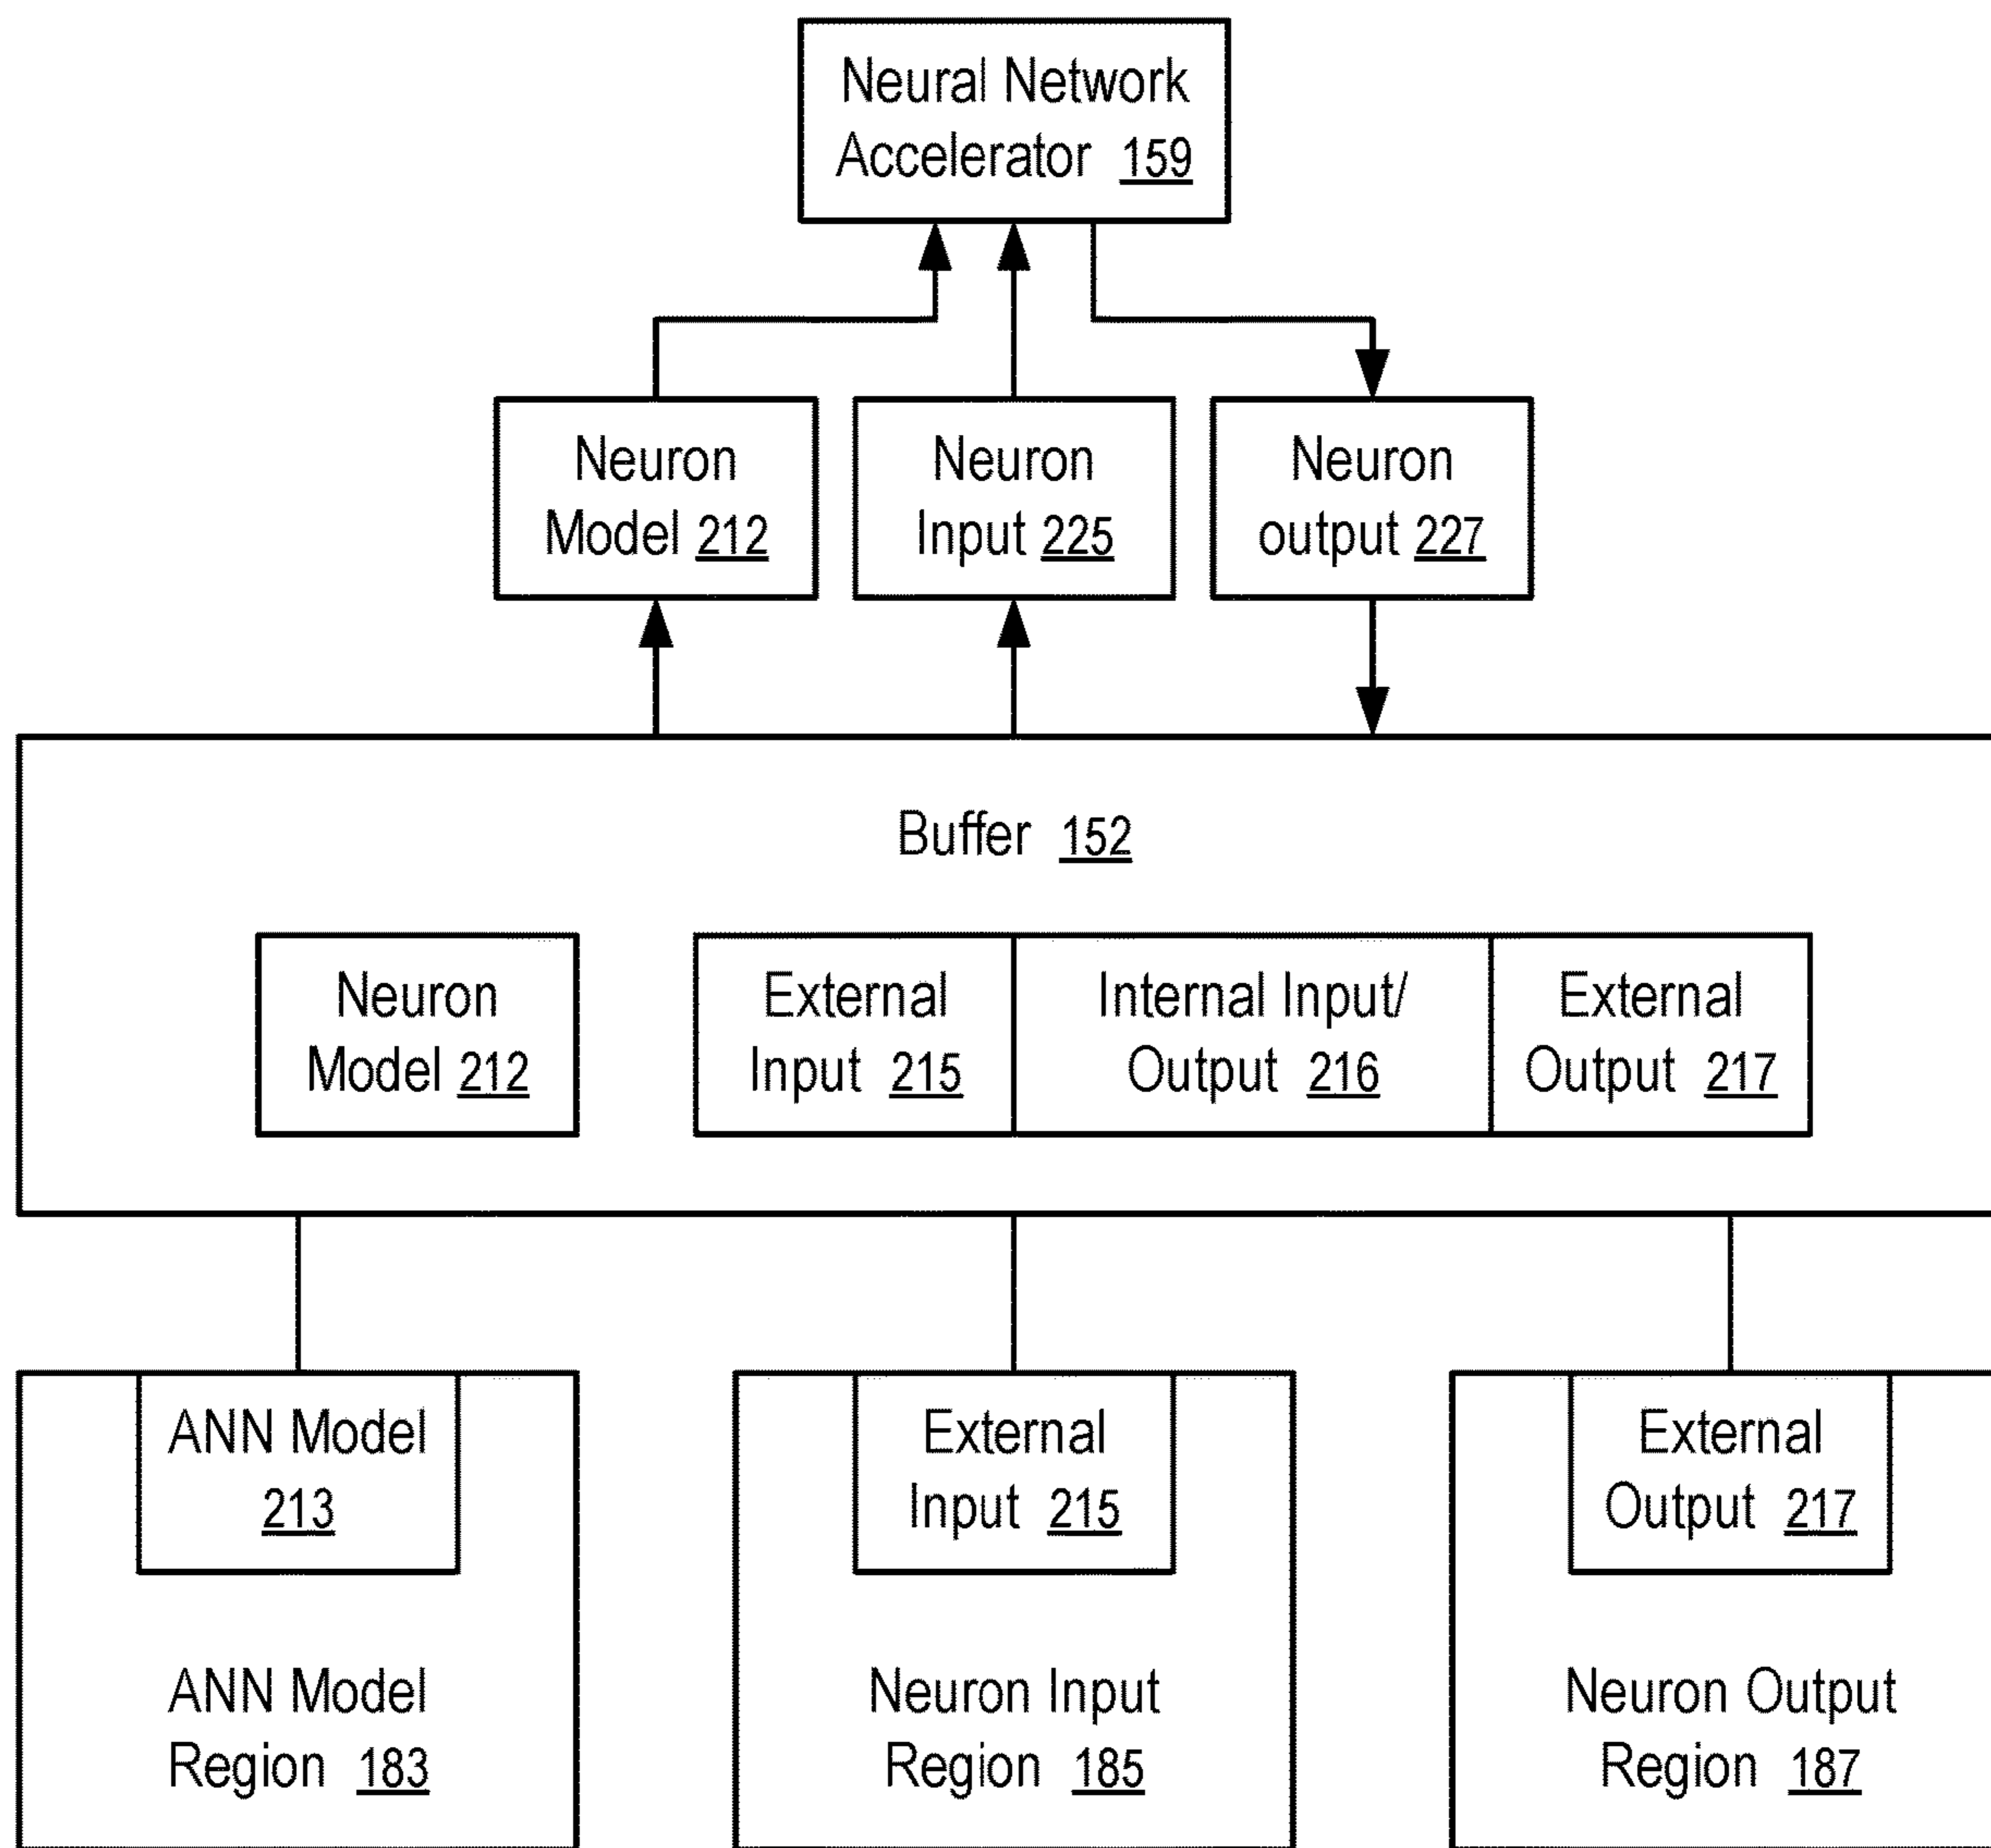 Neural Network
Accelerator 159
Neuron
Model 212
Neuron
Input 225
Neuron
output 227
Buffer 152
Neuron
Model 212
External
Input 215
Internal Input/
Output 216
External
Output 217
ANN Model
213
ANN Model
Region 183
External
Input 215
Neuron Input
Region 185
External
Output 217
Neuron Output
Region 187